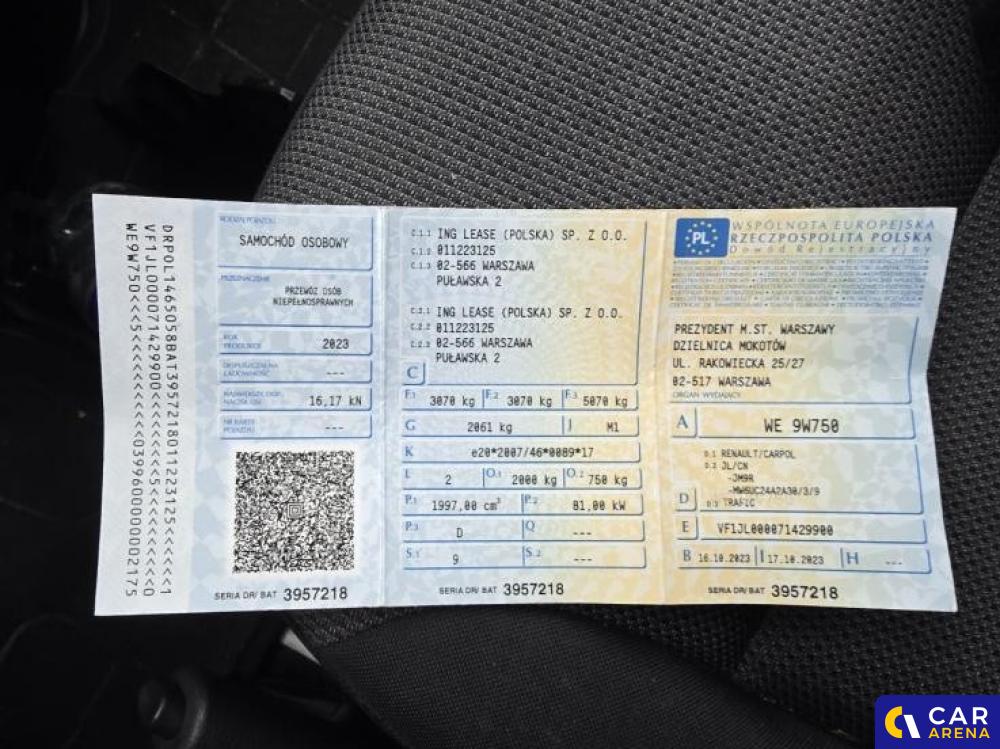 DRPOL1465058BAT3957218011223125<<<<<<1
VF1JL000071429900<<<<<<<5<<<<<<<<<<<0
WE9W750<<5<<<<<<<<<<039960000000002175
RODZAJ POJAZDU
SAMOCHÓD OSOBOWY
PRZEZNACZENIE
PRZEWÓZ OSÓB
NIEPEŁNOSPRAWNYCH
ROK
PRODUKCJI 2023
DOPUSZCZALNA
ŁADOWNOŚĆ ---
NAJWIĘKSZY DOP.
NACISK OSI 16,17 kN
NR KARTY
POJAZDU ---
SERIA DR/ BAT 3957218
C.1.1 ING LEASE (POLSKA) SP. Z O.O.
C.1.2 011223125
C.1.3 02-566 WARSZAWA
PUŁAWSKA 2
C.2.1 ING LEASE (POLSKA) SP. Z O.O.
C.2.2 011223125
C.2.3 02-566 WARSZAWA
PUŁAWSKA 2
C
F.1 3070 kg F.2 3070 kg F.3 5070 kg
G 2061 kg J M1
K e20*2007/46*0089*17
L 2 O.1 2000 kg O.2 750 kg
P.1 1997,00 cm³ P.2 81,00 kW
P.3 D Q ---
S.1 9 S.2 ---
SERIA DR/ BAT 3957218
PL
WSPÓLNOTA EUROPEJSKA
RZECZPOSPOLITA POLSKA
Dowód Rejestracyjny
PREZYDENT M.ST. WARSZAWY
DZIELNICA MOKOTÓW
UL. RAKOWIECKA 25/27
02-517 WARSZAWA
ORGAN WYDAJĄCY
A WE 9W750
D.1 RENAULT/CARPOL
D.2 JL/CN
-JM9R
-MW6UC24A2A30/3/9
D D.3 TRAFIC
E VF1JL000071429900
B 16.10.2023 I 17.10.2023 H ---
SERIA DR/ BAT 3957218
CAR
ARENA